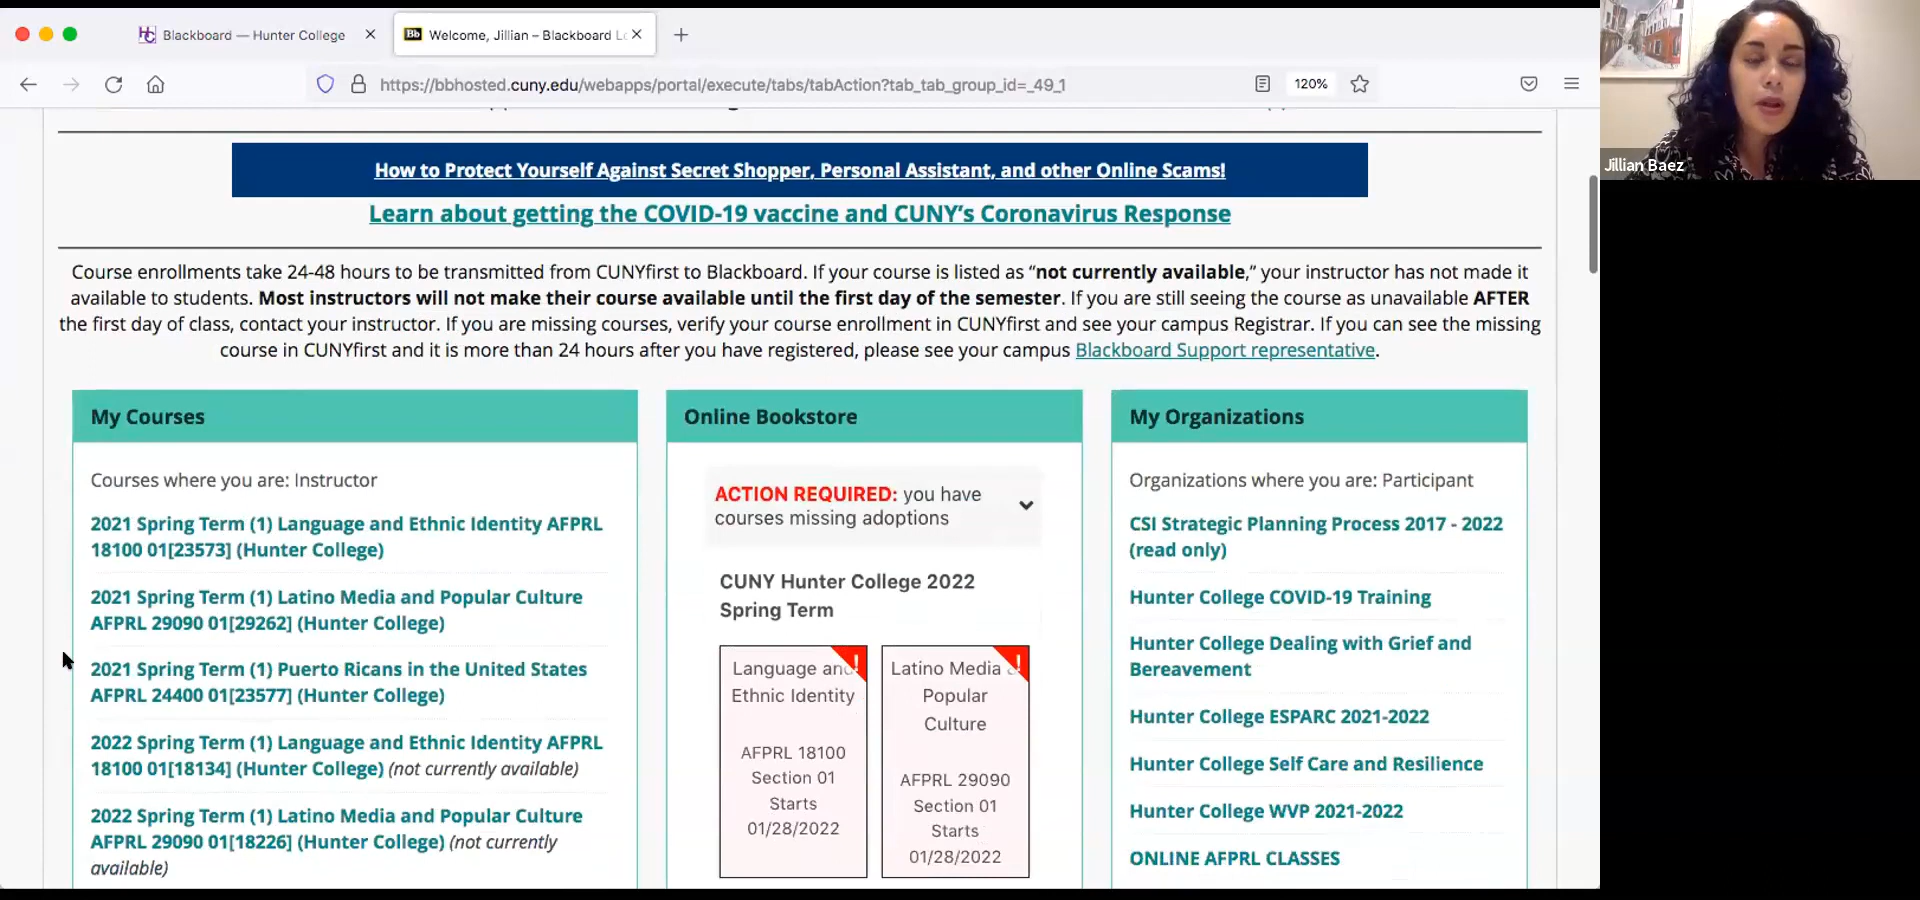 Blackboard — Hunter College
Welcome, Jillian – Blackboard
https://bbhosted.cuny.edu/webapps/portal/execute/tabs/tabAction?tab_tab_group_id=_49_1
120%
Jillian Baez
How to Protect Yourself Against Secret Shopper, Personal Assistant, and other Online Scams!
Learn about getting the COVID-19 vaccine and CUNY’s Coronavirus Response
Course enrollments take 24-48 hours to be transmitted from CUNYfirst to Blackboard. If your course is listed as “not currently available,” your instructor has not made it
available to students. Most instructors will not make their course available until the first day of the semester. If you are still seeing the course as unavailable AFTER
the first day of class, contact your instructor. If you are missing courses, verify your course enrollment in CUNYfirst and see your campus Registrar. If you can see the missing
course in CUNYfirst and it is more than 24 hours after you have registered, please see your campus Blackboard Support representative.
My Courses
Courses where you are: Instructor
2021 Spring Term (1) Language and Ethnic Identity AFPRL
18100 01[23573] (Hunter College)
2021 Spring Term (1) Latino Media and Popular Culture
AFPRL 29090 01[29262] (Hunter College)
2021 Spring Term (1) Puerto Ricans in the United States
AFPRL 24400 01[23577] (Hunter College)
2022 Spring Term (1) Language and Ethnic Identity AFPRL
18100 01[18134] (Hunter College) (not currently available)
2022 Spring Term (1) Latino Media and Popular Culture
AFPRL 29090 01[18226] (Hunter College) (not currently
available)
Online Bookstore
ACTION REQUIRED: you have
courses missing adoptions
CUNY Hunter College 2022
Spring Term
Language and
Ethnic Identity
AFPRL 18100
Section 01
Starts
01/28/2022
Latino Media
Popular
Culture
AFPRL 29090
Section 01
Starts
01/28/2022
My Organizations
Organizations where you are: Participant
CSI Strategic Planning Process 2017 - 2022
(read only)
Hunter College COVID-19 Training
Hunter College Dealing with Grief and
Bereavement
Hunter College ESPARC 2021-2022
Hunter College Self Care and Resilience
Hunter College WVP 2021-2022
ONLINE AFPRL CLASSES